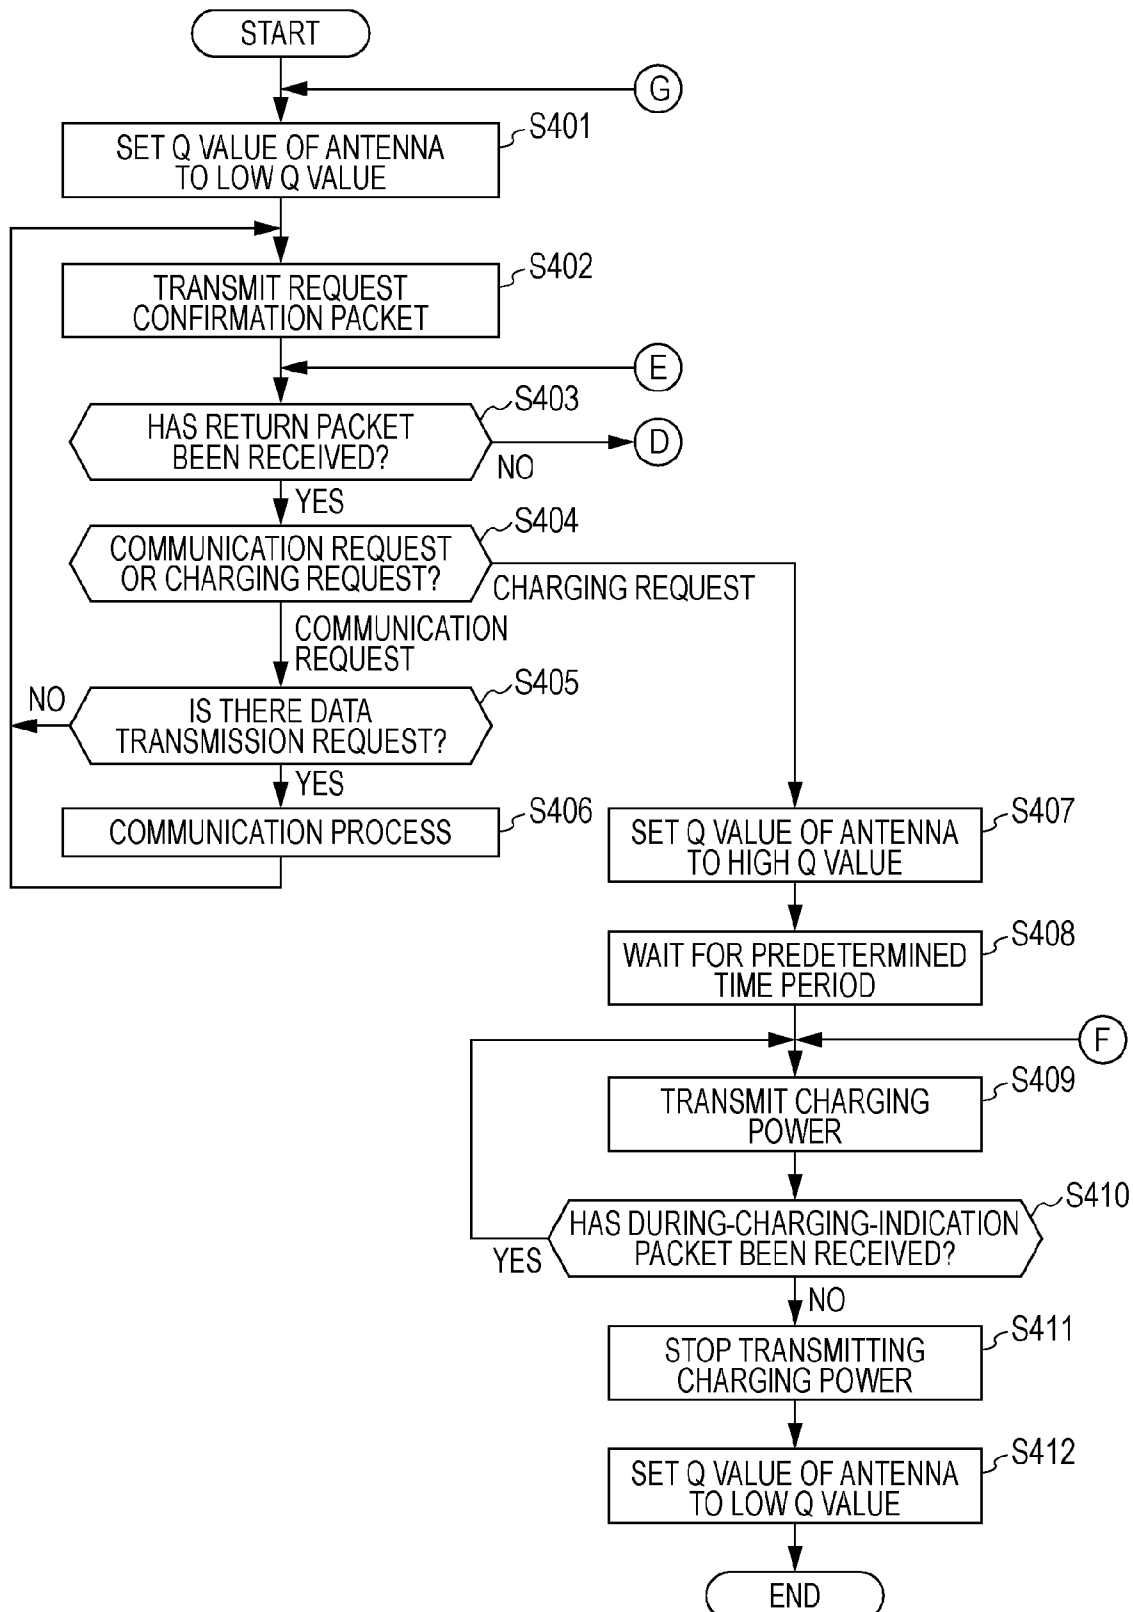 START
G
S401
SET Q VALUE OF ANTENNA
TO LOW Q VALUE
S402
TRANSMIT REQUEST
CONFIRMATION PACKET
E
S403
HAS RETURN PACKET
BEEN RECEIVED?
NO
D
YES
S404
COMMUNICATION REQUEST
OR CHARGING REQUEST?
CHARGING REQUEST
COMMUNICATION
REQUEST
S405
NO
IS THERE DATA
TRANSMISSION REQUEST?
YES
S406
COMMUNICATION PROCESS
S407
SET Q VALUE OF ANTENNA
TO HIGH Q VALUE
S408
WAIT FOR PREDETERMINED
TIME PERIOD
F
S409
TRANSMIT CHARGING
POWER
S410
HAS DURING-CHARGING-INDICATION
PACKET BEEN RECEIVED?
YES
NO
S411
STOP TRANSMITTING
CHARGING POWER
S412
SET Q VALUE OF ANTENNA
TO LOW Q VALUE
END